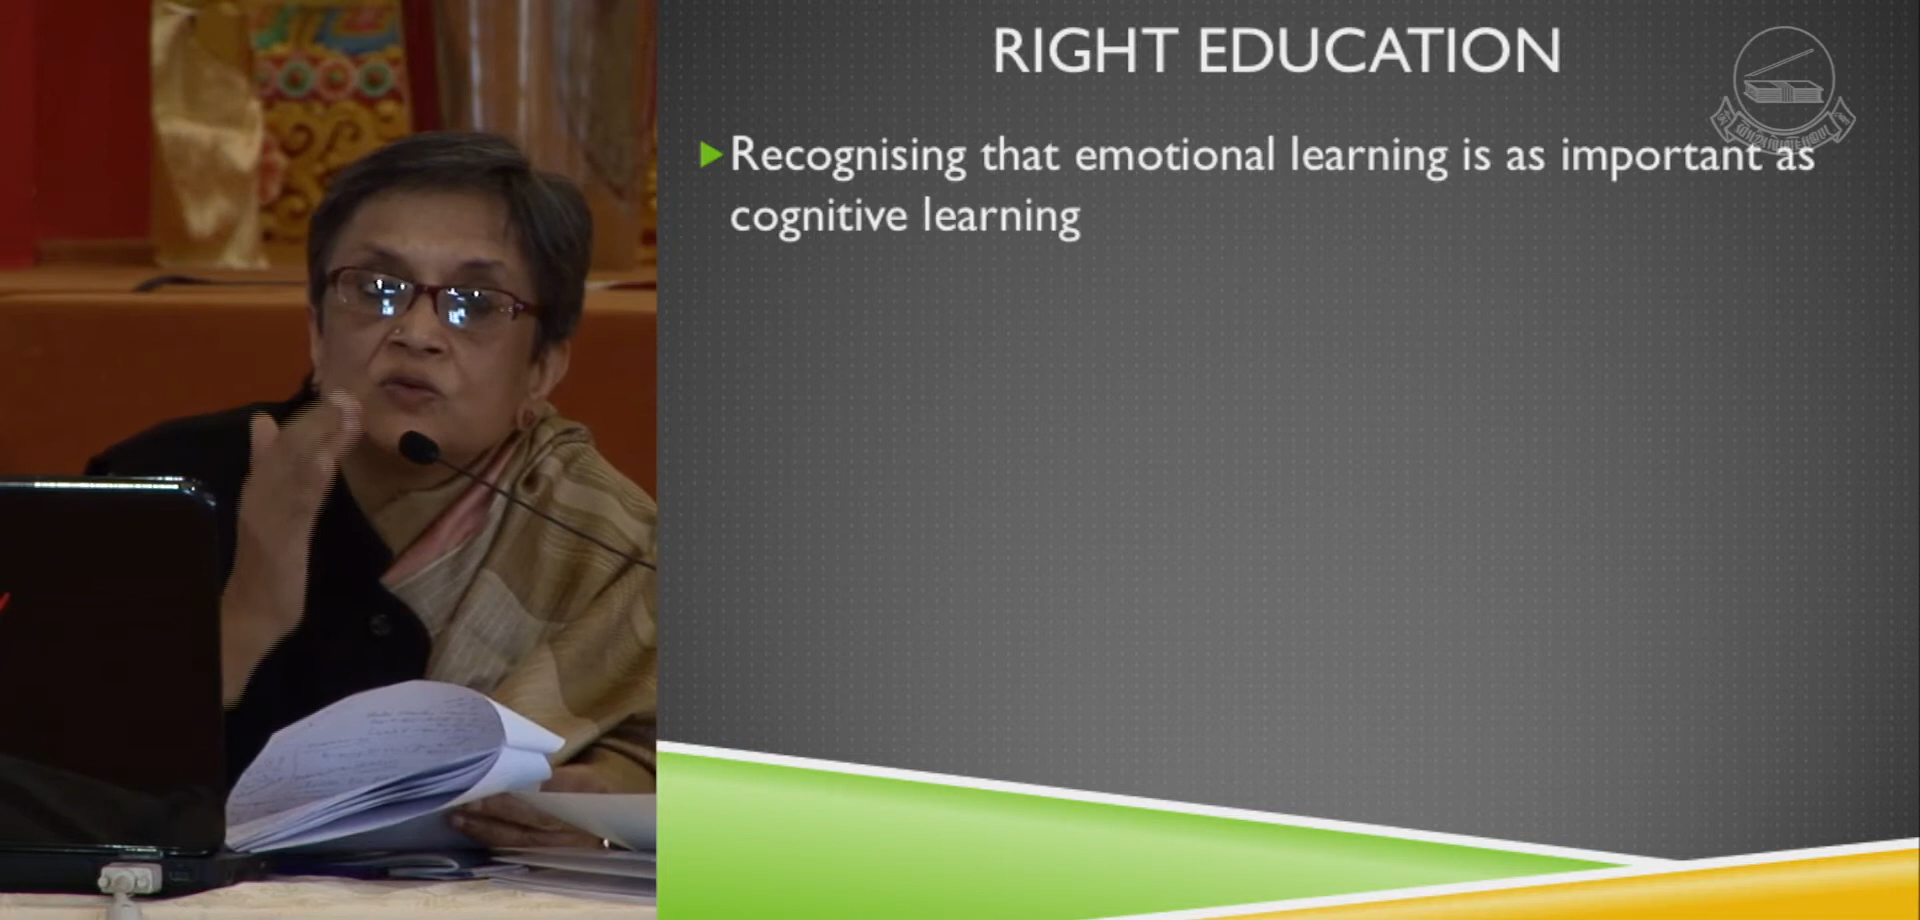 RIGHT EDUCATION
Recognising that emotional learning is as important as
cognitive learning